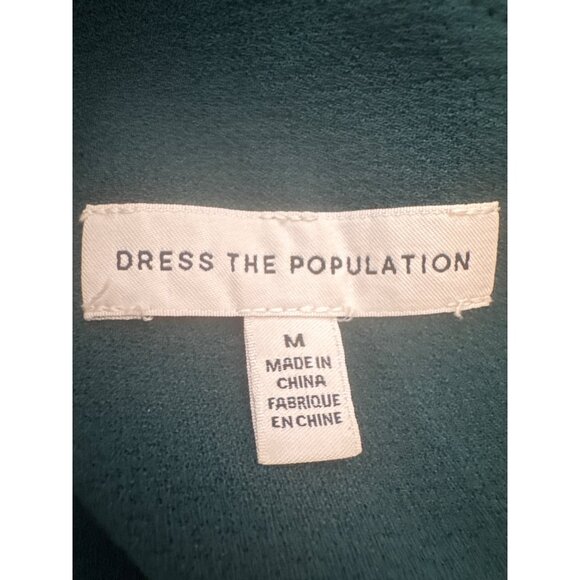 DRESS THE POPULATION
M
MADE IN
CHINA
FABRIQUE
EN CHINE